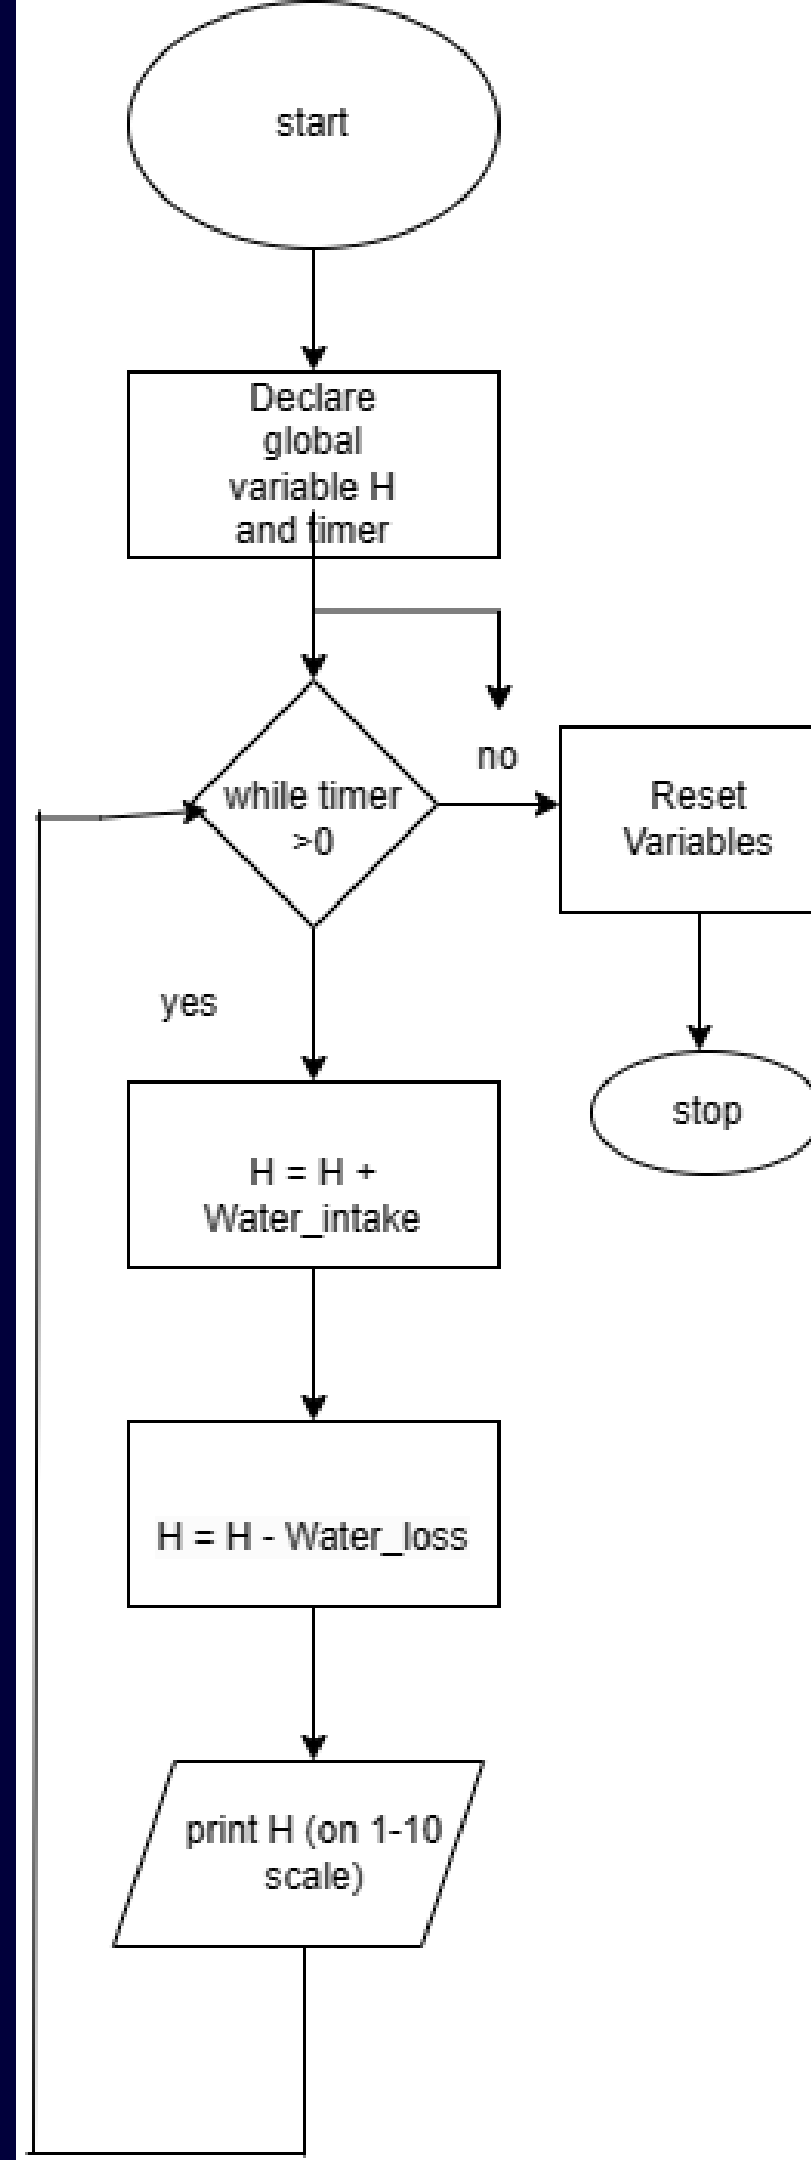 start
Declare
global
variable H
and timer
no
while timer
>0
Reset
Variables
yes
stop
H = H +
Water_intake
H = H - Water_loss
print H (on 1-10
scale)